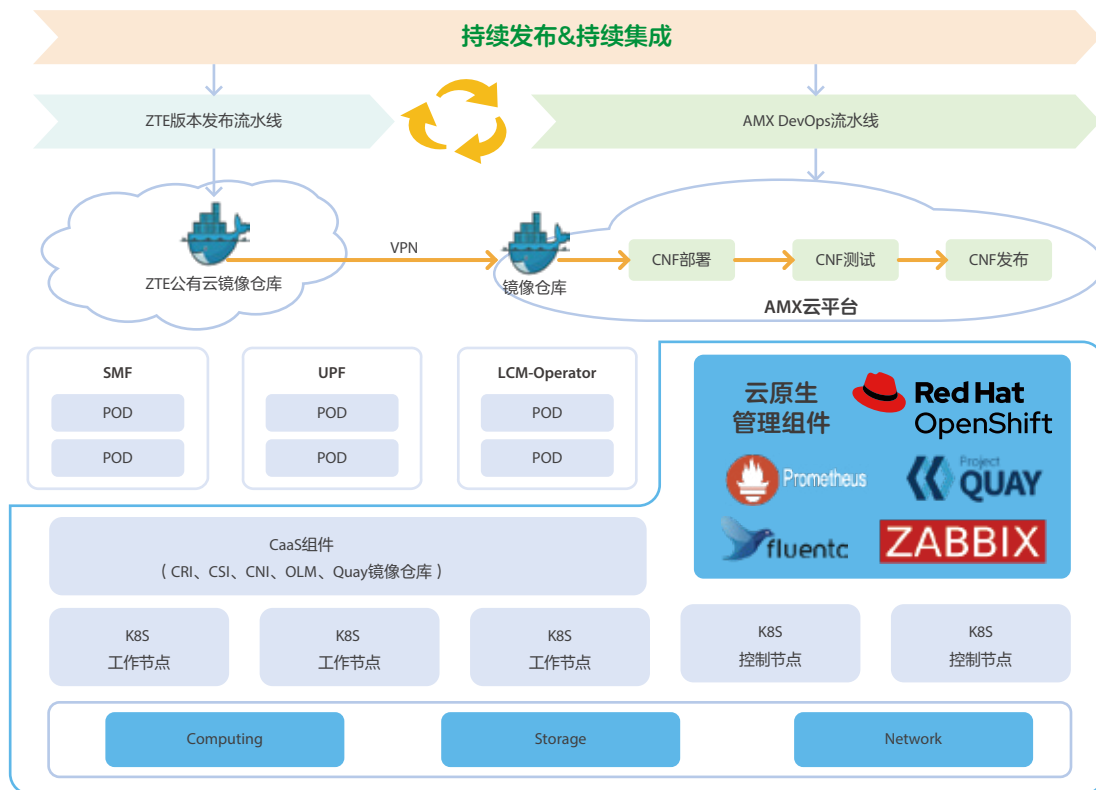 持续发布&持续集成
ZTE版本发布流水线
AMX DevOps流水线
ZTE公有云镜像仓库
VPN
镜像仓库
CNF部署
CNF测试
CNF发布
AMX云平台
SMF
POD
POD
UPF
POD
POD
LCM-Operator
POD
POD
云原生
管理组件
Red Hat
OpenShift
Prometheus
Project
QUAY
fluentc
ZABBIX
CaaS组件
（CRI、CSI、CNI、OLM、Quay镜像仓库）
K8S
工作节点
K8S
工作节点
K8S
工作节点
K8S
控制节点
K8S
控制节点
Computing
Storage
Network